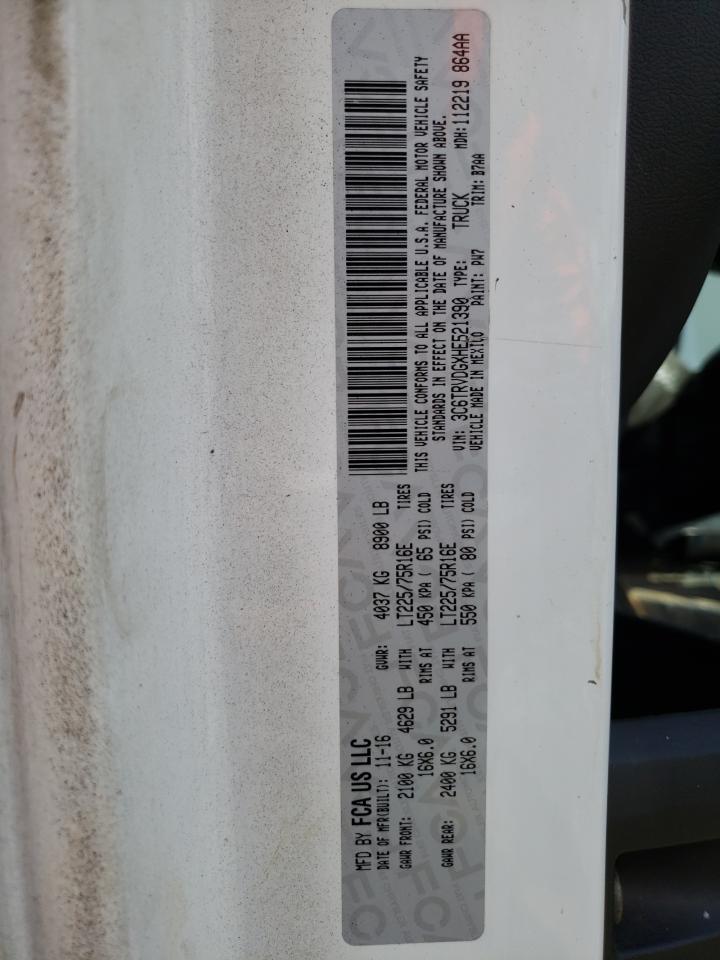 MFD BY FCA US LLC
DATE OF MFR(BUILT): 11-16 GVWR: 4037 KG 8900 LB
GAWR FRONT: 2100 KG 4629 LB WITH LT225/75R16E TIRES
16X6.0 RIMS AT 450 KPA ( 65 PSI) COLD
GAWR REAR: 2400 KG 5291 LB WITH LT225/75R16E TIRES
16X6.0 RIMS AT 550 KPA ( 80 PSI) COLD
THIS VEHICLE CONFORMS TO ALL APPLICABLE U.S.A. FEDERAL MOTOR VEHICLE SAFETY
STANDARDS IN EFFECT ON THE DATE OF MANUFACTURE SHOWN ABOVE.
VIN: 3C6TRVDGXHE521390 TYPE: TRUCK MDH:112219 864AA
VEHICLE MADE IN MEXICO PAINT: PW7 TRIM: B7AA